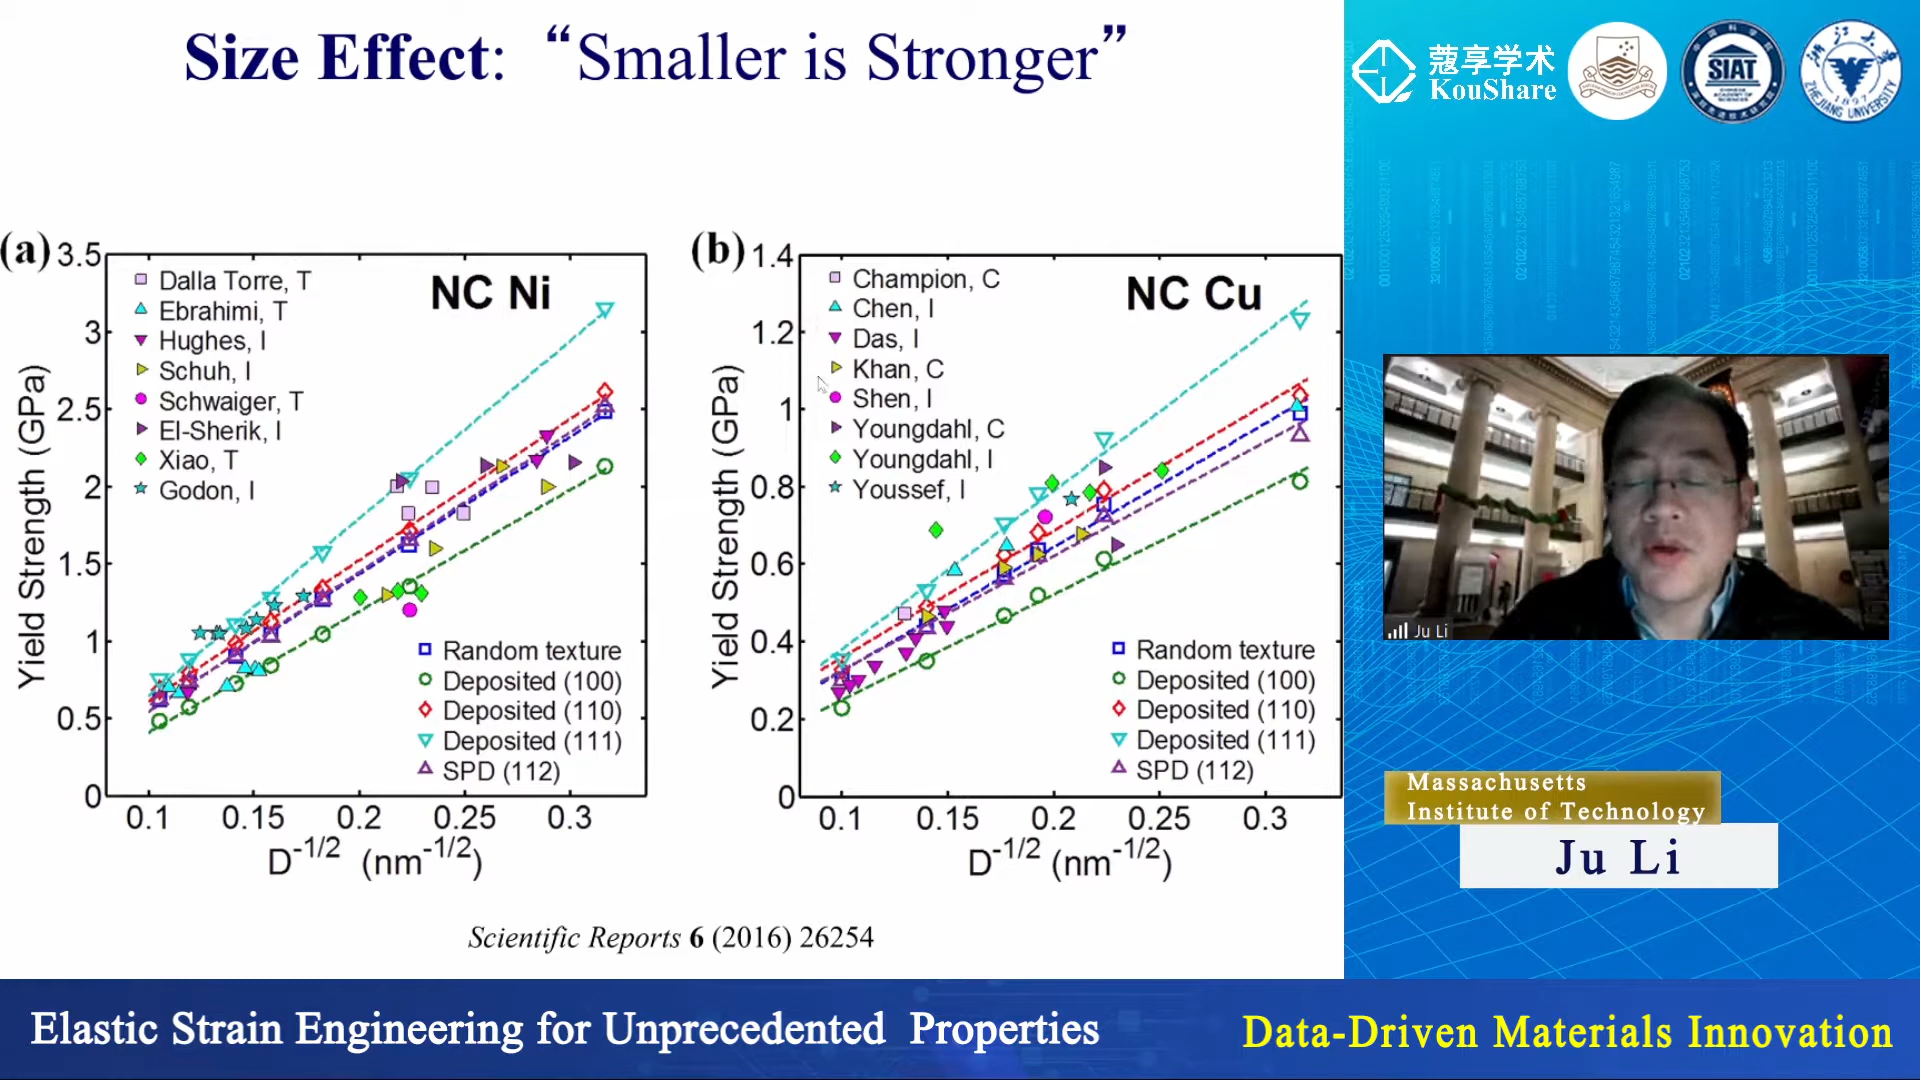 Size Effect: “Smaller is Stronger”
蔻享学术
KouShare
SIAT
ZHEJIANG UNIVERSITY
1897
(a)
NC Ni
3.5
3
2.5
2
1.5
1
0.5
0
Yield Strength (GPa)
Dalla Torre, T
Ebrahimi, T
Hughes, I
Schuh, I
Schwaiger, T
El-Sherik, I
Xiao, T
Godon, I
Random texture
Deposited (100)
Deposited (110)
Deposited (111)
SPD (112)
0.1 0.15 0.2 0.25 0.3
D-1/2 (nm-1/2)
(b)
NC Cu
1.4
1.2
1
0.8
0.6
0.4
0.2
0
Yield Strength (GPa)
Champion, C
Chen, I
Das, I
Khan, C
Shen, I
Youngdahl, C
Youngdahl, I
Youssef, I
Random texture
Deposited (100)
Deposited (110)
Deposited (111)
SPD (112)
0.1 0.15 0.2 0.25 0.3
D-1/2 (nm-1/2)
Scientific Reports 6 (2016) 26254
Ju Li
Massachusetts
Institute of Technology
Ju Li
Elastic Strain Engineering for Unprecedented Properties
Data-Driven Materials Innovation